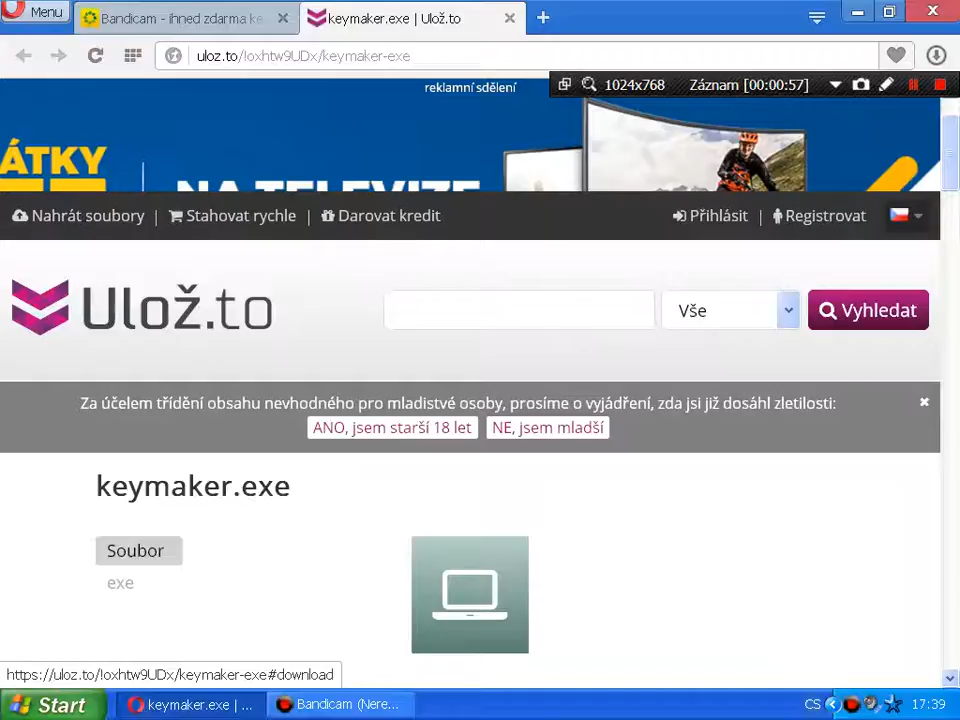 Menu
Bandicam - ihned zdarma ke
keymaker.exe | Ulož.to
uloz.to/!oxhtw9UDx/keymaker-exe
reklamní sdělení
1024x768
Záznam [00:00:57]
ÁTKY
NA TELEVIZE
Nahrát soubory | Stahovat rychle | Darovat kredit
Přihlásit | Registrovat
Ulož.to
Vše
Vyhledat
Za účelem třídění obsahu nevhodného pro mladistvé osoby, prosíme o vyjádření, zda jsi již dosáhl zletilosti:
ANO, jsem starší 18 let
NE, jsem mladší
keymaker.exe
Soubor
exe
https://uloz.to/!oxhtw9UDx/keymaker-exe#download
Start
keymaker.exe | ...
Bandicam (Nere...
CS
17:39